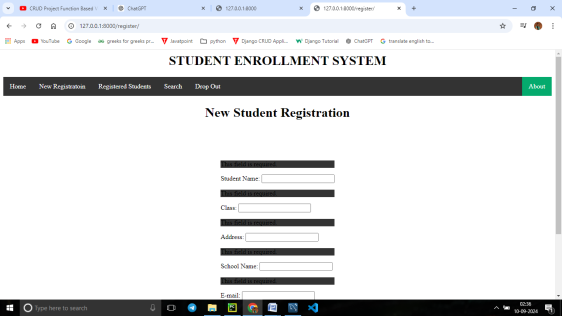 CRUD Project Function Based V
ChatGPT
127.0.0.1:8000
127.0.0.1:8000/register/
127.0.0.1:8000/register/
Apps YouTube Google greeks for greeks pr... Javatpoint python Django CRUD Appli... Django Tutorial ChatGPT translate english to...
STUDENT ENROLLMENT SYSTEM
Home New Registratoin Registered Students Search Drop Out About
New Student Registration
This field is required.
Student Name:
This field is required.
Class:
This field is required.
Address:
This field is required.
School Name:
This field is required.
E-mail:
Type here to search
02:36
10-09-2024